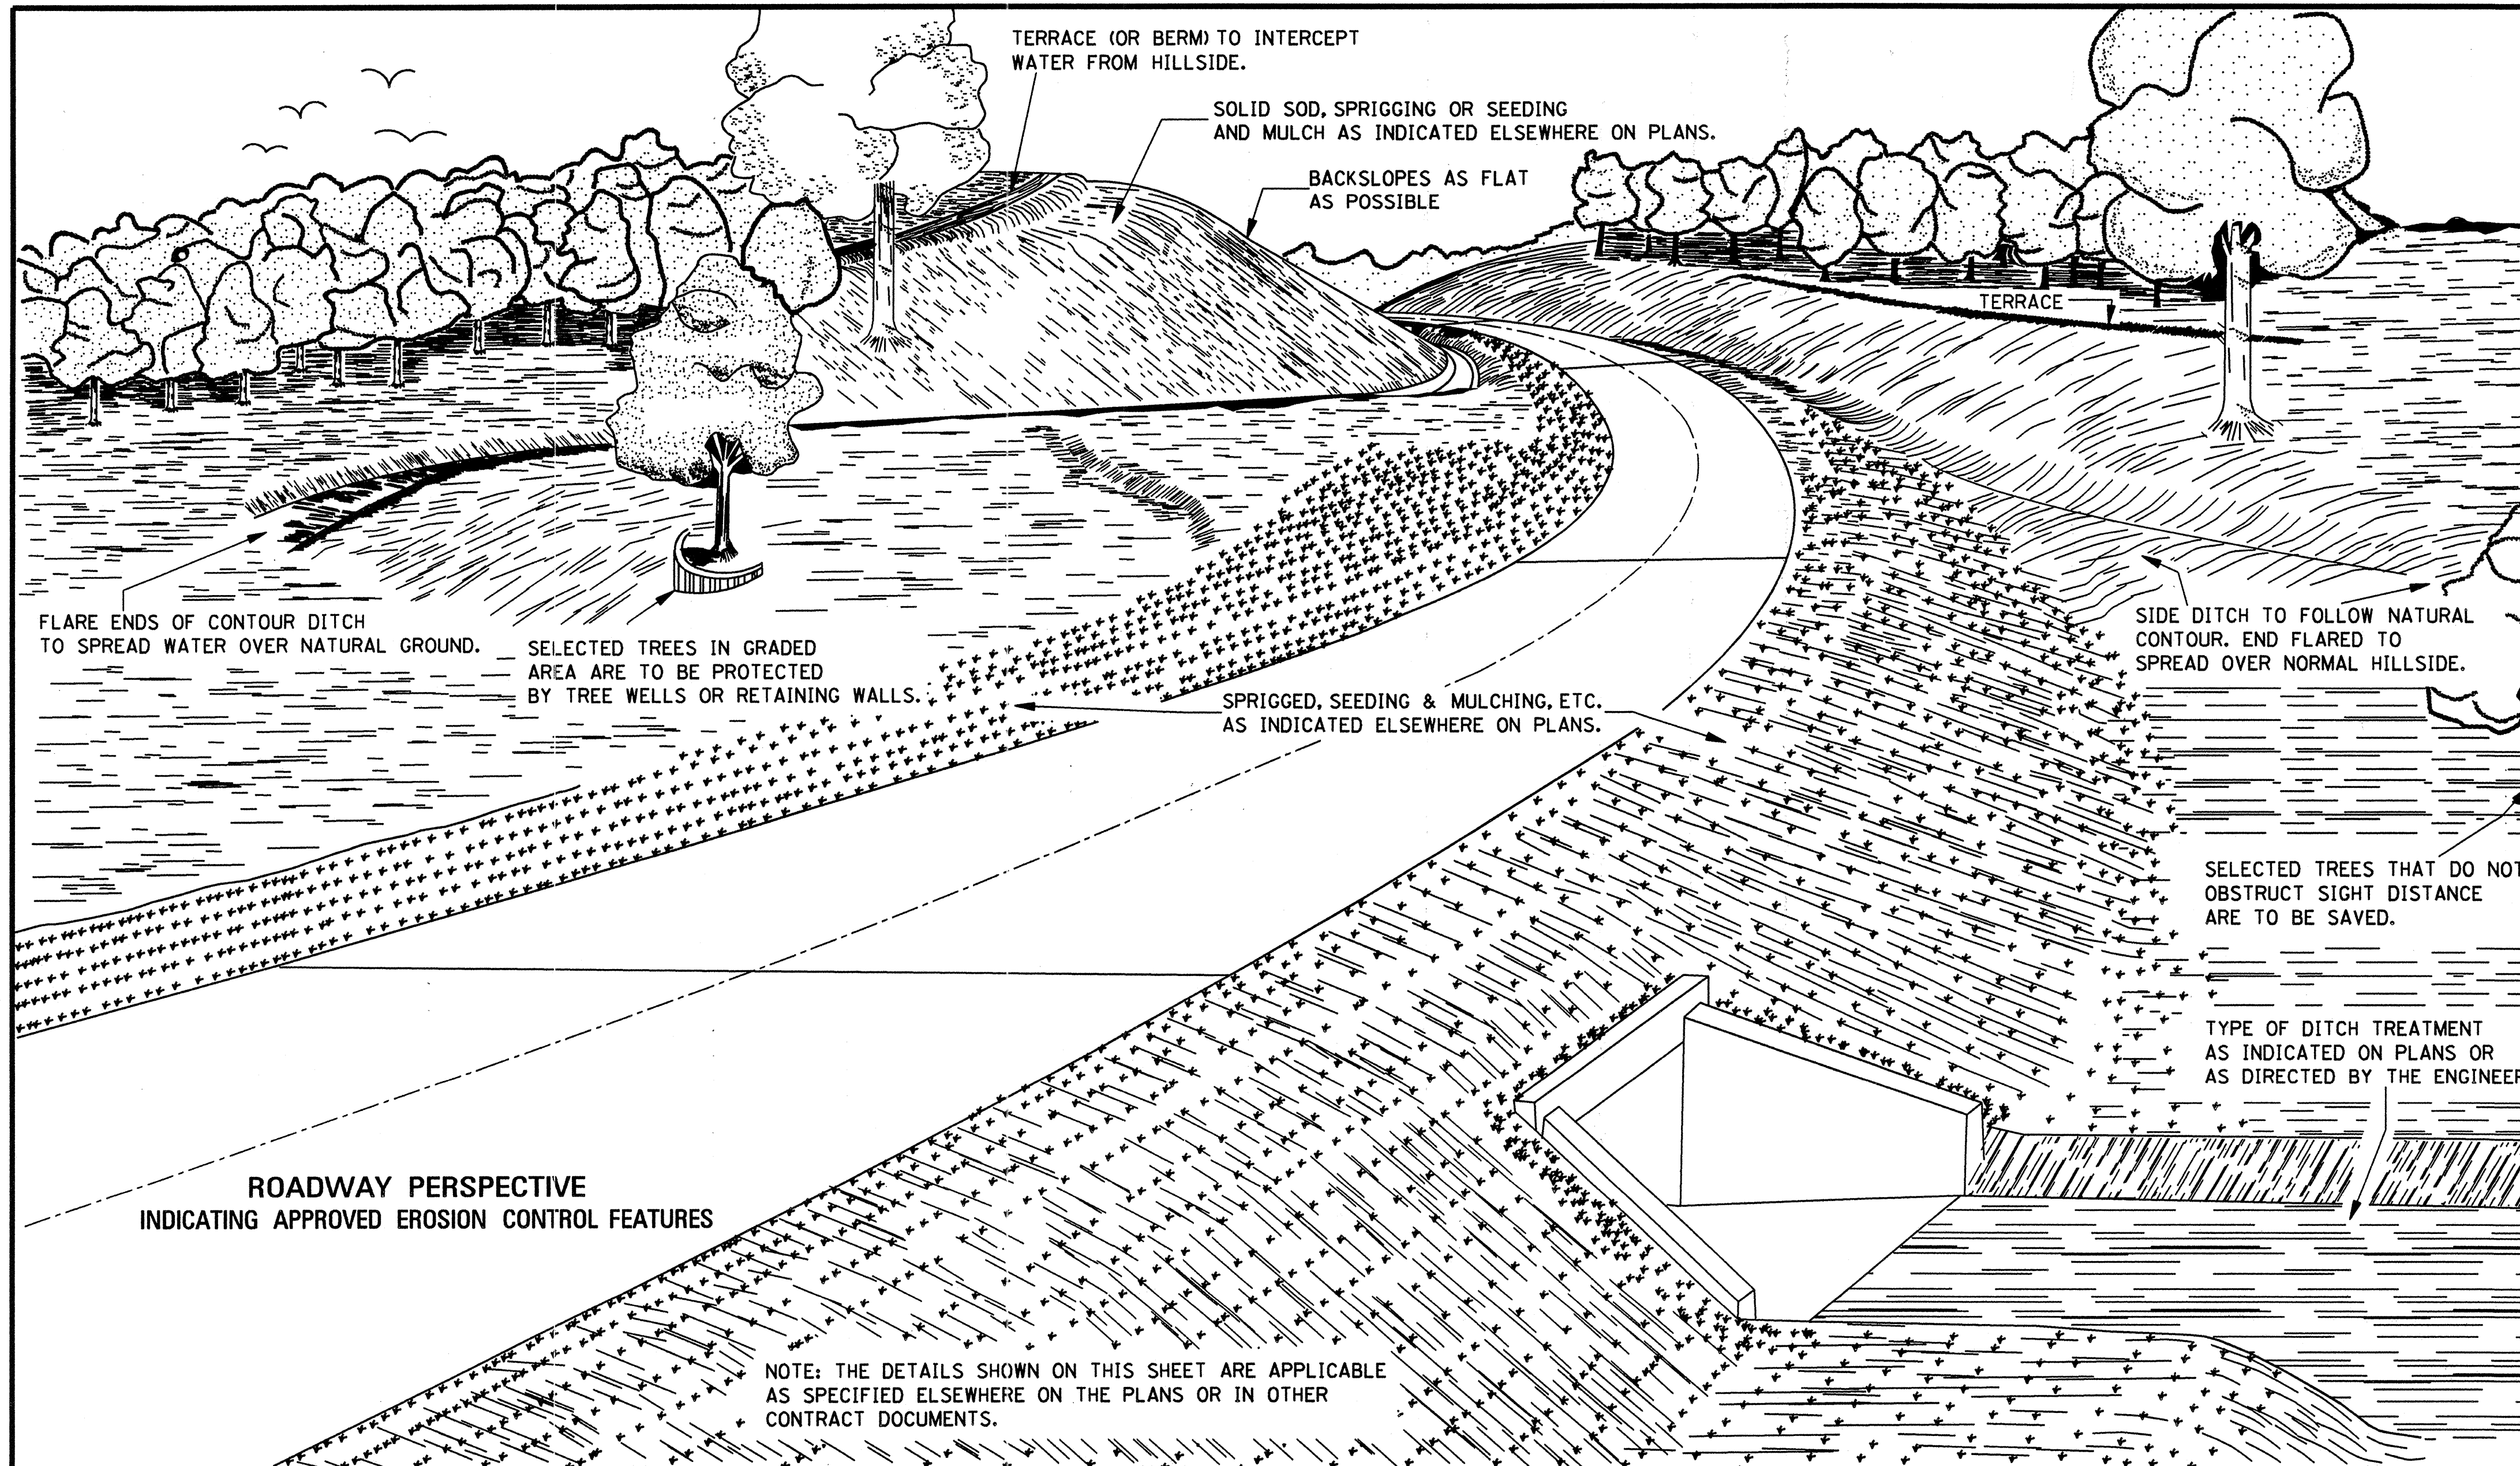 TERRACE (OR BERM) TO INTERCEPT
WATER FROM HILLSIDE.
SOLID SOD, SPRIGGING OR SEEDING
AND MULCH AS INDICATED ELSEWHERE ON PLANS.
BACKSLOPES AS FLAT
AS POSSIBLE
TERRACE
FLARE ENDS OF CONTOUR DITCH
TO SPREAD WATER OVER NATURAL GROUND.
SELECTED TREES IN GRADED
AREA ARE TO BE PROTECTED
BY TREE WELLS OR RETAINING WALLS.
SIDE DITCH TO FOLLOW NATURAL
CONTOUR. END FLARED TO
SPREAD OVER NORMAL HILLSIDE.
SPRIGGED, SEEDING & MULCHING, ETC.
AS INDICATED ELSEWHERE ON PLANS.
SELECTED TREES THAT DO NOT
OBSTRUCT SIGHT DISTANCE
ARE TO BE SAVED.
TYPE OF DITCH TREATMENT
AS INDICATED ON PLANS OR
AS DIRECTED BY THE ENGINEER
ROADWAY PERSPECTIVE
INDICATING APPROVED EROSION CONTROL FEATURES
NOTE: THE DETAILS SHOWN ON THIS SHEET ARE APPLICABLE
AS SPECIFIED ELSEWHERE ON THE PLANS OR IN OTHER
CONTRACT DOCUMENTS.